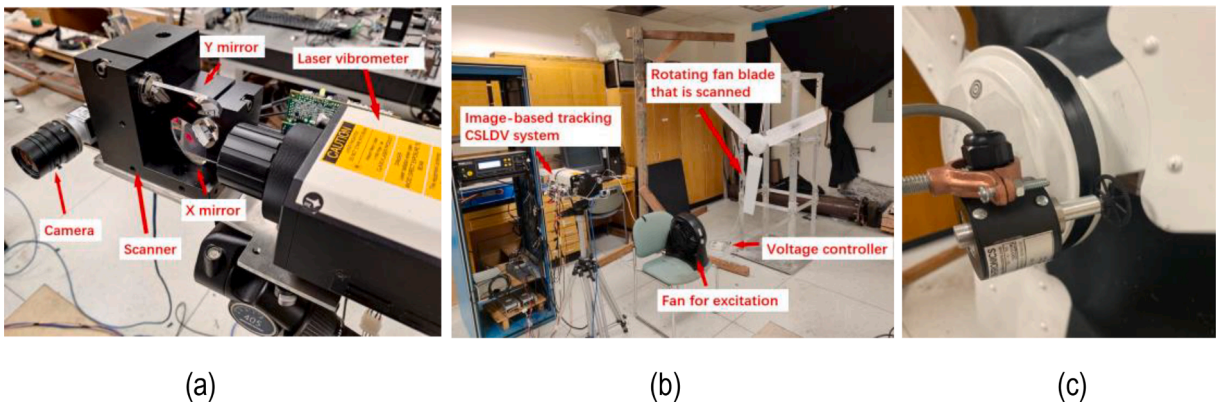 Y mirror
Laser vibrometer
CAUTION
Camera
Scanner
X mirror
405
Rotating fan blade
that is scanned
Image-based tracking
CSLDV system
Voltage controller
Fan for excitation
(a)
(b)
(c)